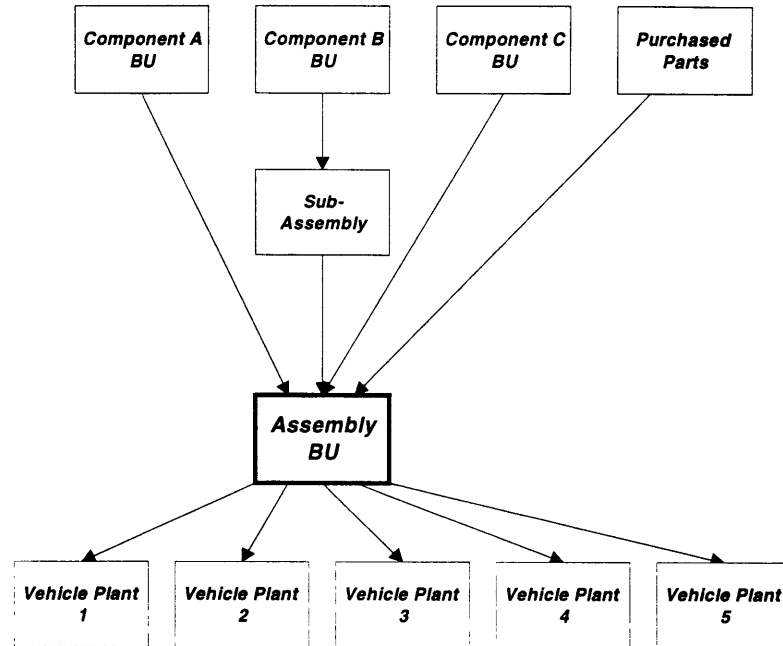 Component A
BU
Component B
BU
Component C
BU
Purchased
Parts
Sub-
Assembly
Assembly
BU
Vehicle Plant
1
Vehicle Plant
2
Vehicle Plant
3
Vehicle Plant
4
Vehicle Plant
5